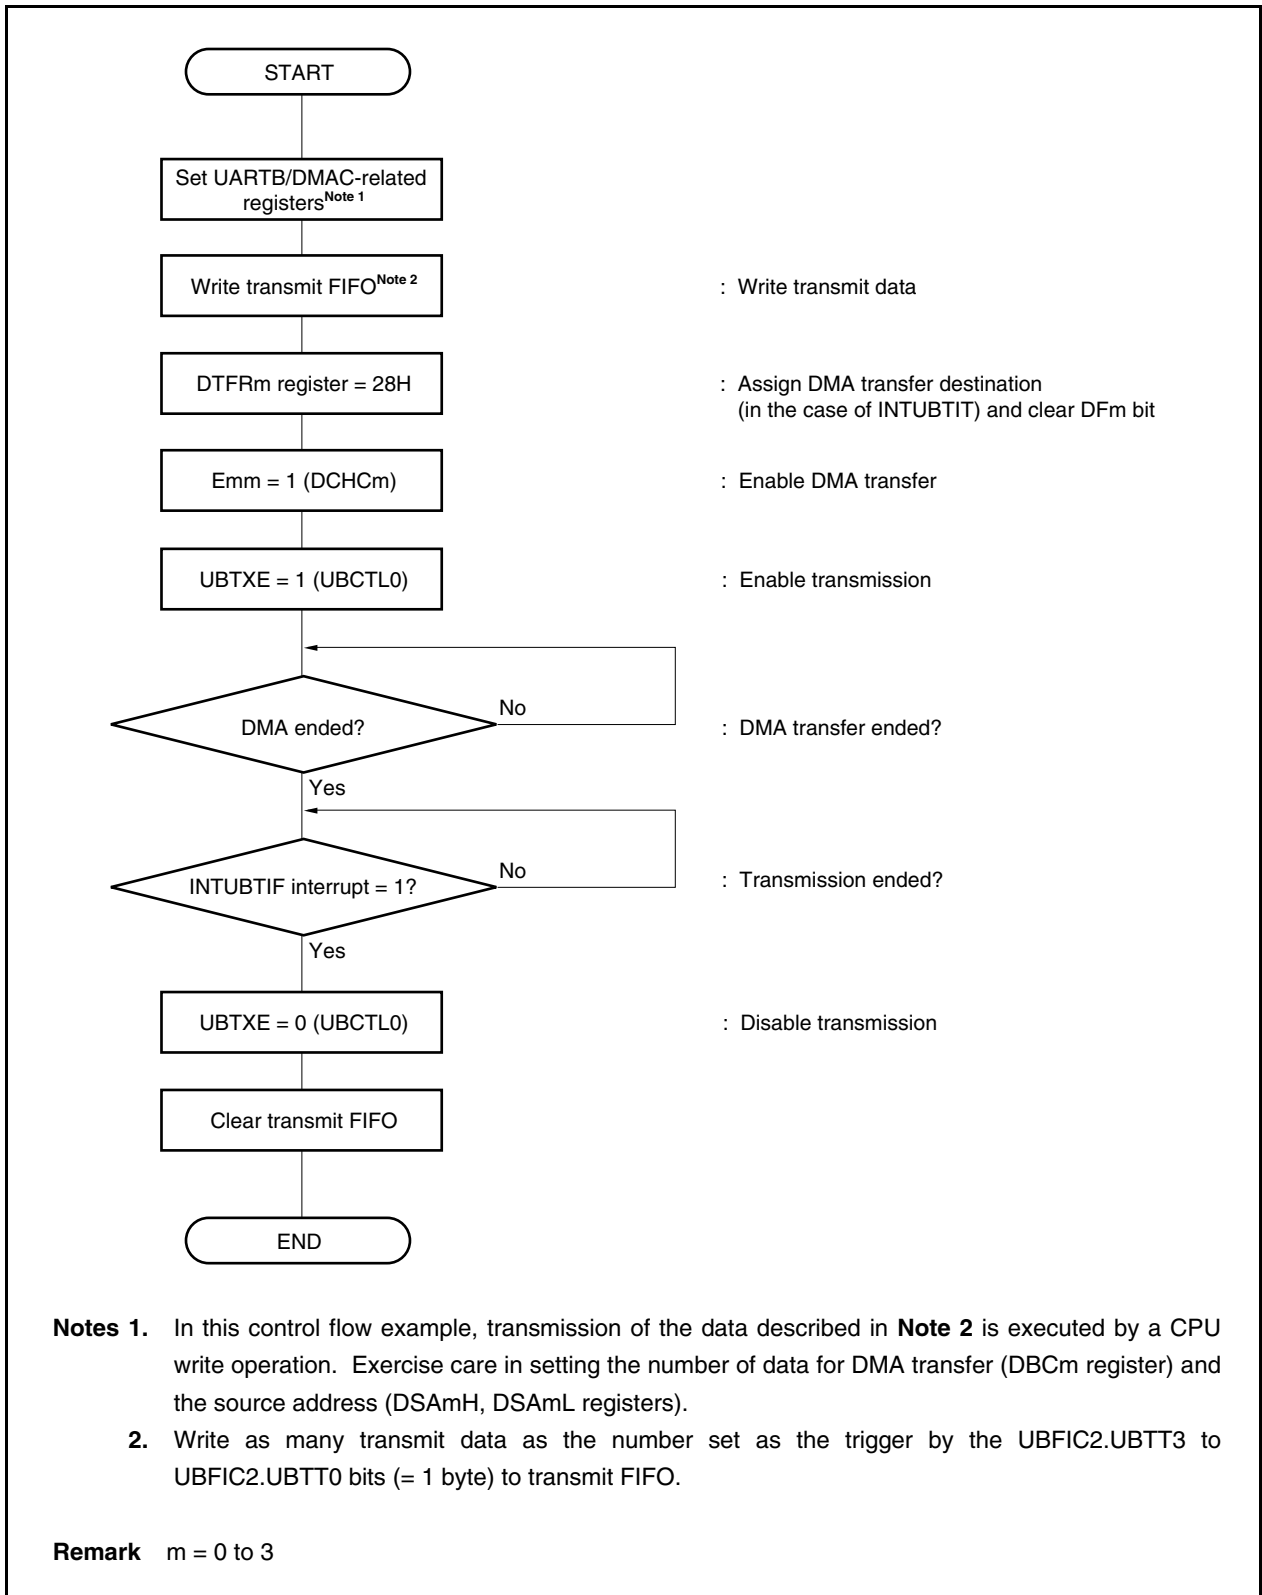 START
Set UARTB/DMAC-related
registersNote 1
Write transmit FIFONote 2
: Write transmit data
DTFRm register = 28H
: Assign DMA transfer destination
(in the case of INTUBTIT) and clear DFm bit
Emm = 1 (DCHCm)
: Enable DMA transfer
UBTXE = 1 (UBCTL0)
: Enable transmission
DMA ended?
No
: DMA transfer ended?
Yes
INTUBTIF interrupt = 1?
No
: Transmission ended?
Yes
UBTXE = 0 (UBCTL0)
: Disable transmission
Clear transmit FIFO
END
Notes 1. In this control flow example, transmission of the data described in Note 2 is executed by a CPU
write operation. Exercise care in setting the number of data for DMA transfer (DBCm register) and
the source address (DSAmH, DSAmL registers).
2. Write as many transmit data as the number set as the trigger by the UBFIC2.UBTT3 to
UBFIC2.UBTT0 bits (= 1 byte) to transmit FIFO.
Remark m = 0 to 3